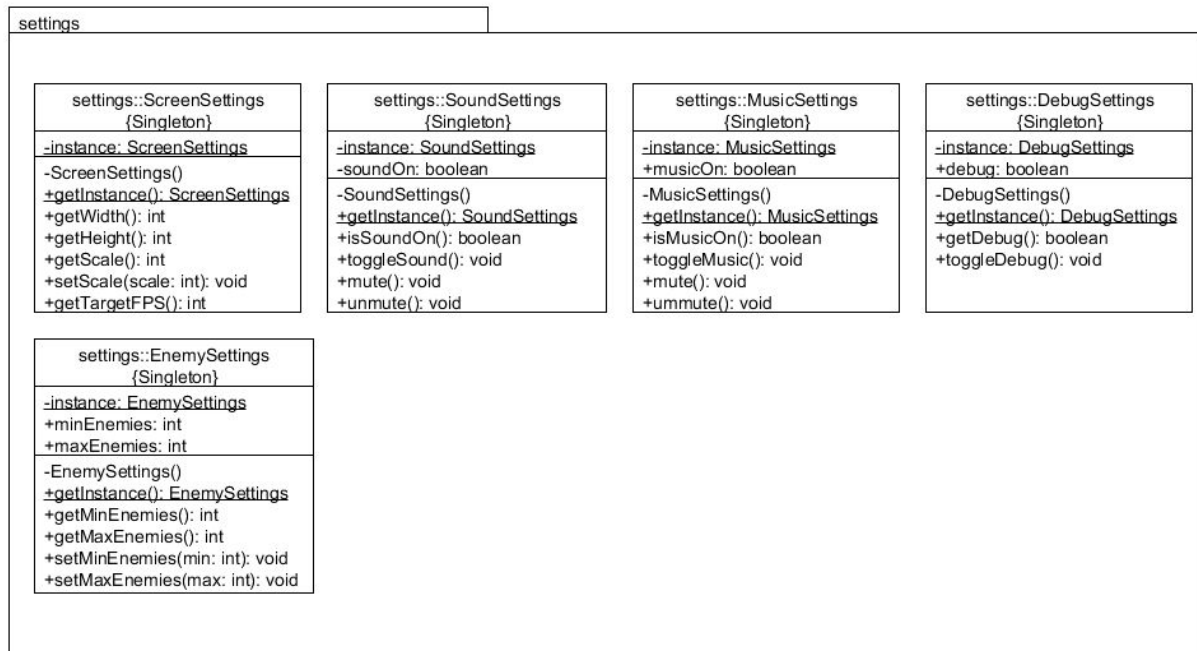 settings
settings::ScreenSettings
{Singleton}
-instance: ScreenSettings
-ScreenSettings()
+getInstance(): ScreenSettings
+getWidth(): int
+getHeight(): int
+getScale(): int
+setScale(scale: int): void
+getTargetFPS(): int
settings::SoundSettings
{Singleton}
-instance: SoundSettings
-soundOn: boolean
-SoundSettings()
+getInstance(): SoundSettings
+isSoundOn(): boolean
+toggleSound(): void
+mute(): void
+unmute(): void
settings::MusicSettings
{Singleton}
-instance: MusicSettings
+musicOn: boolean
-MusicSettings()
+getInstance(): MusicSettings
+isMusicOn(): boolean
+toggleMusic(): void
+mute(): void
+ummute(): void
settings::DebugSettings
{Singleton}
-instance: DebugSettings
+debug: boolean
-DebugSettings()
+getInstance(): DebugSettings
+getDebug(): boolean
+toggleDebug(): void
settings::EnemySettings
{Singleton}
-instance: EnemySettings
+minEnemies: int
+maxEnemies: int
-EnemySettings()
+getInstance(): EnemySettings
+getMinEnemies(): int
+getMaxEnemies(): int
+setMinEnemies(min: int): void
+setMaxEnemies(max: int): void